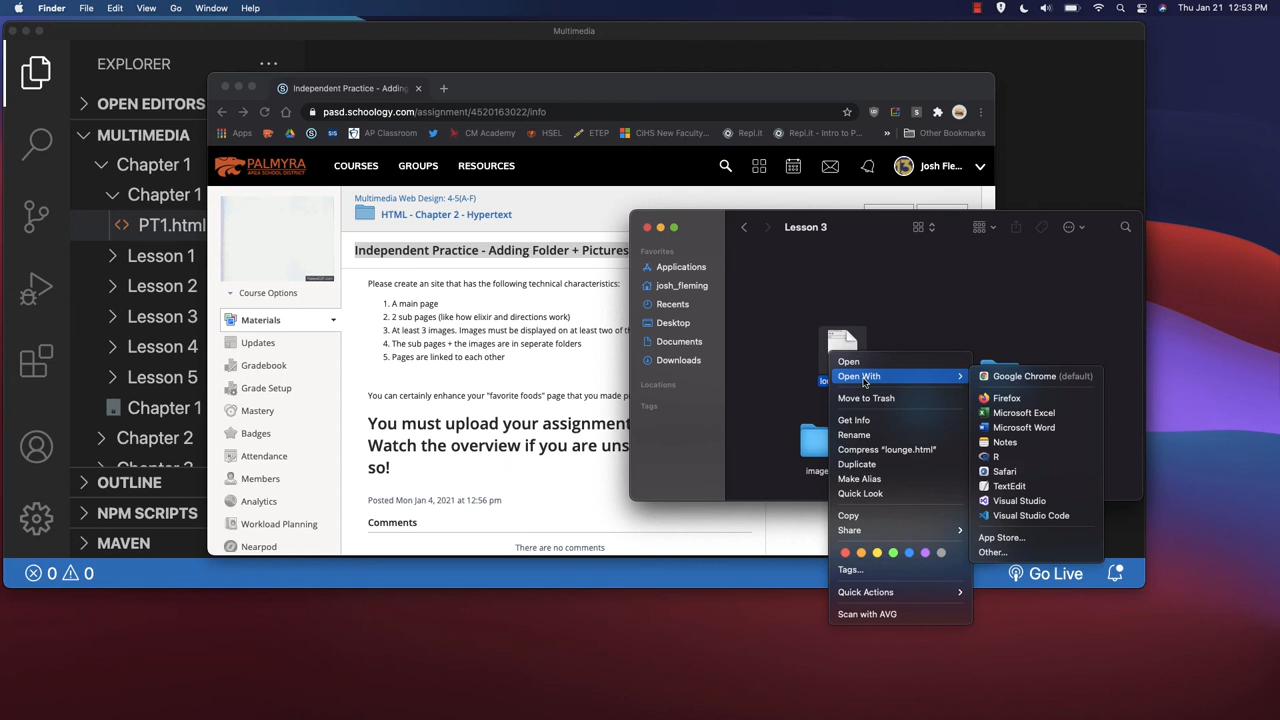 Finder File Edit View Go Window Help
Thu Jan 21 12:53 PM
Multimedia
EXPLORER
OPEN EDITORS
MULTIMEDIA
Chapter 1
Chapter 1
PT1.html
Lesson 1
Lesson 2
Lesson 3
Lesson 4
Lesson 5
Chapter 1
OUTLINE
NPM SCRIPTS
MAVEN
0 0
Go Live
Independent Practice - Adding
pasd.schoology.com/assignment/4520163022/info
Apps
AP Classroom
CM Academy
HSEL
ETEP
CIHS New Faculty...
Repl.it
Repl.it - Intro to P...
Other Bookmarks
PALMYRA
AREA SCHOOL DISTRICT
COURSES
GROUPS
RESOURCES
Josh Fle...
Multimedia Web Design: 4-5(A-F)
HTML - Chapter 2 - Hypertext
Independent Practice - Adding Folder + Pictures
Course Options
Materials
Updates
Gradebook
Grade Setup
Mastery
Badges
Attendance
Members
Analytics
Workload Planning
Nearpod
Please create an site that has the following technical characteristics:
1. A main page
2. 2 sub pages (like how elixir and directions work)
3. At least 3 images. Images must be displayed on at least two of th
4. The sub pages + the images are in seperate folders
5. Pages are linked to each other
You can certainly enhance your "favorite foods" page that you made p
You must upload your assignment
Watch the overview if you are uns
so!
Posted Mon Jan 4, 2021 at 12:56 pm
Comments
There are no comments
Lesson 3
Favorites
Applications
josh_fleming
Recents
Desktop
Documents
Downloads
Locations
Tags
lou
image
Open
Open With
Move to Trash
Get Info
Rename
Compress "lounge.html"
Duplicate
Make Alias
Quick Look
Copy
Share
Tags...
Quick Actions
Scan with AVG
Google Chrome (default)
Firefox
Microsoft Excel
Microsoft Word
Notes
R
Safari
TextEdit
Visual Studio
Visual Studio Code
App Store...
Other...